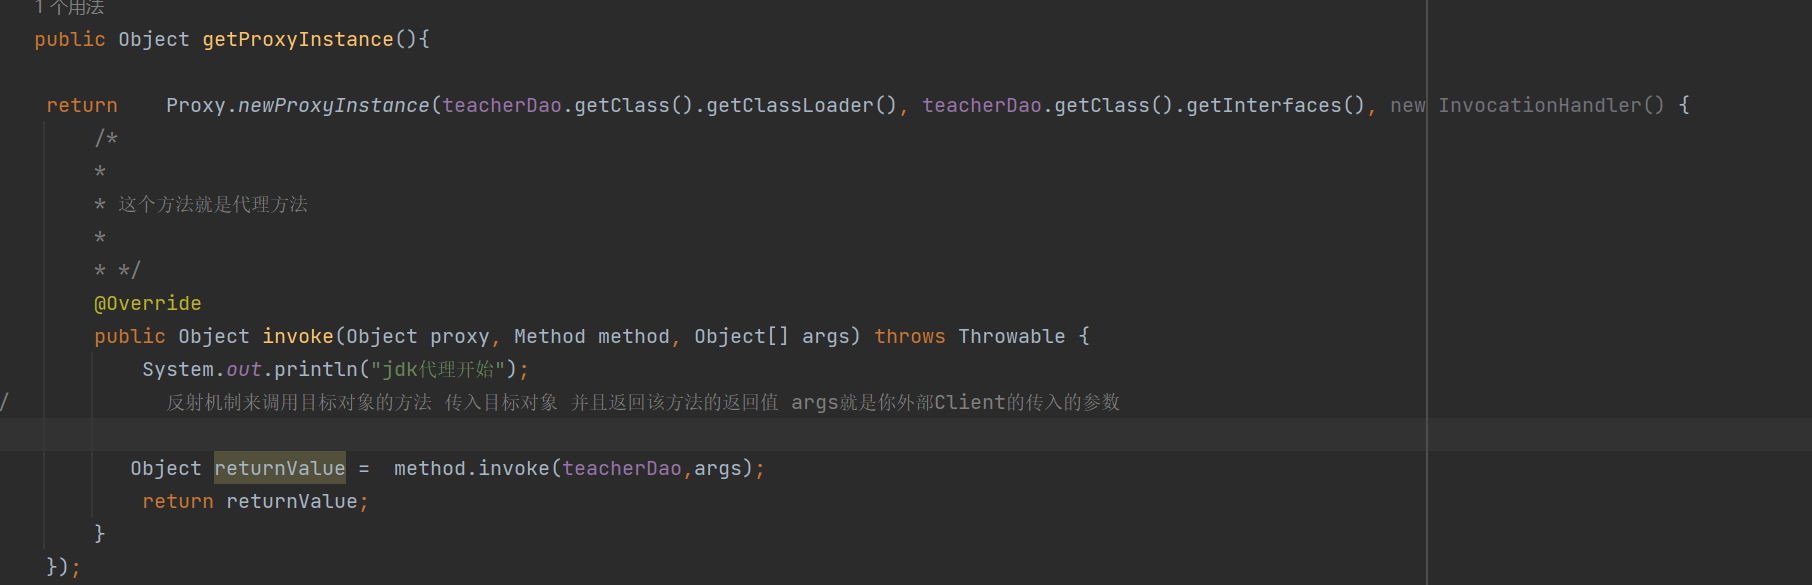 1 个用法
public Object getProxyInstance(){
return    Proxy.newProxyInstance(teacherDao.getClass().getClassLoader(), teacherDao.getClass().getInterfaces(), new InvocationHandler() {
/*
*
* 这个方法就是代理方法
*
* */
@Override
public Object invoke(Object proxy, Method method, Object[] args) throws Throwable {
System.out.println("jdk代理开始");
/             反射机制来调用目标对象的方法 传入目标对象 并且返回该方法的返回值 args就是你外部Client的传入的参数
Object returnValue =  method.invoke(teacherDao,args);
return returnValue;
}
});